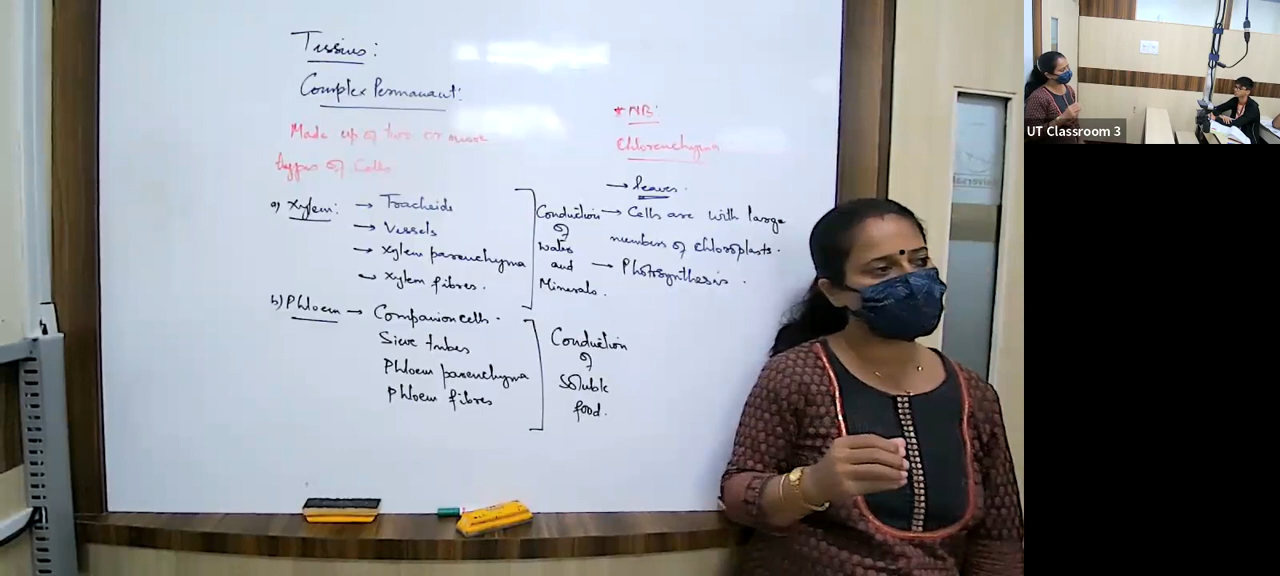 Tissues:
Complex Permanant:
Made up of two or more
types of Cells
a) Xylem: → Tracheids
→ Vessels
→ Xylem parenchyma
→ Xylem fibres.
Conduction
of
Water
and
Minerals.
b) Phloem → Companion cells.
Sieve tubes
Phloem parenchyma
Phloem fibres
Conduction
of
Soluble
food.
* NB:
Chlorenchyma
→ leaves.
→ Cells are with large
numbers of chloroplasts.
→ Photosynthesis.
UT Classroom 3